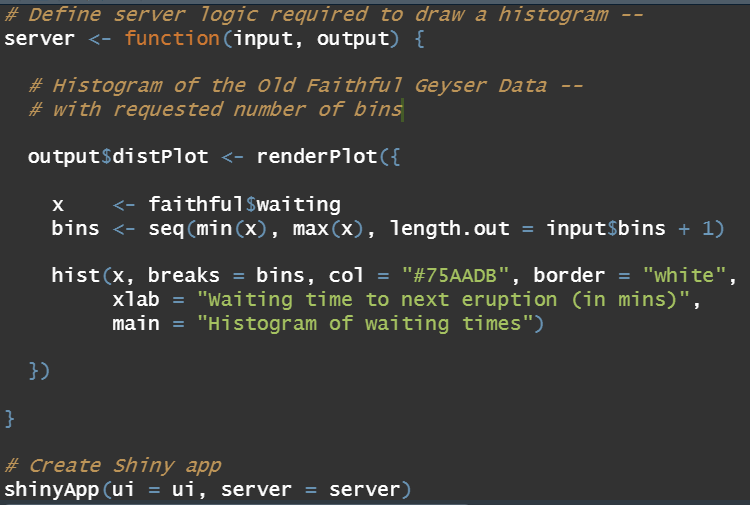 # Define server logic required to draw a histogram --
server <- function(input, output) {
# Histogram of the Old Faithful Geyser Data --
# with requested number of bins
output$distPlot <- renderPlot({
x    <- faithful$waiting
bins <- seq(min(x), max(x), length.out = input$bins + 1)
hist(x, breaks = bins, col = "#75AADB", border = "white",
xlab = "Waiting time to next eruption (in mins)",
main = "Histogram of waiting times")
})
}
# Create Shiny app
shinyApp(ui = ui, server = server)